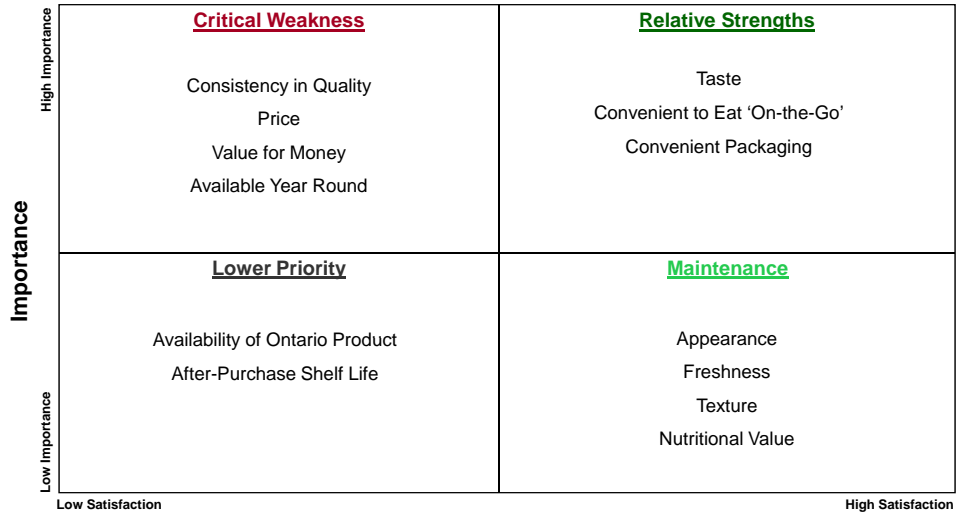 High Importance
Critical Weakness
Consistency in Quality
Price
Value for Money
Available Year Round
Relative Strengths
Taste
Convenient to Eat ‘On-the-Go’
Convenient Packaging
Importance
Lower Priority
Availability of Ontario Product
After-Purchase Shelf Life
Maintenance
Appearance
Freshness
Texture
Nutritional Value
Low Importance
Low Satisfaction
High Satisfaction